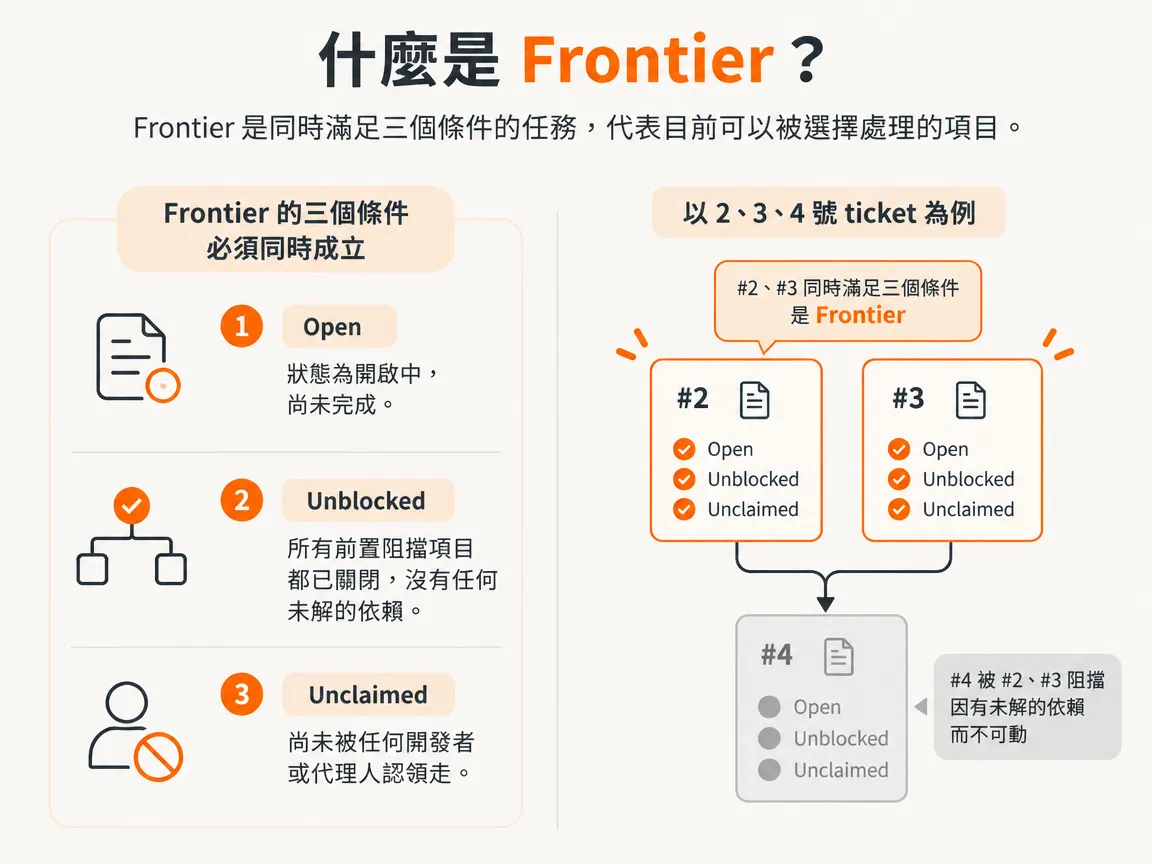 什麼是 Frontier？
Frontier 是同時滿足三個條件的任務，代表目前可以被選擇處理的項目。
Frontier 的三個條件
必須同時成立
1
Open
狀態為開啟中，
尚未完成。
2
Unblocked
所有前置阻擋項目
都已關閉，沒有任何
未解的依賴。
3
Unclaimed
尚未被任何開發者
或代理人認領走。
以 2、3、4 號 ticket 為例
#2、#3 同時滿足三個條件
是 Frontier
#2
Open
Unblocked
Unclaimed
#3
Open
Unblocked
Unclaimed
#4
Open
Unblocked
Unclaimed
#4 被 #2、#3 阻擋
因有未解的依賴
而不可動